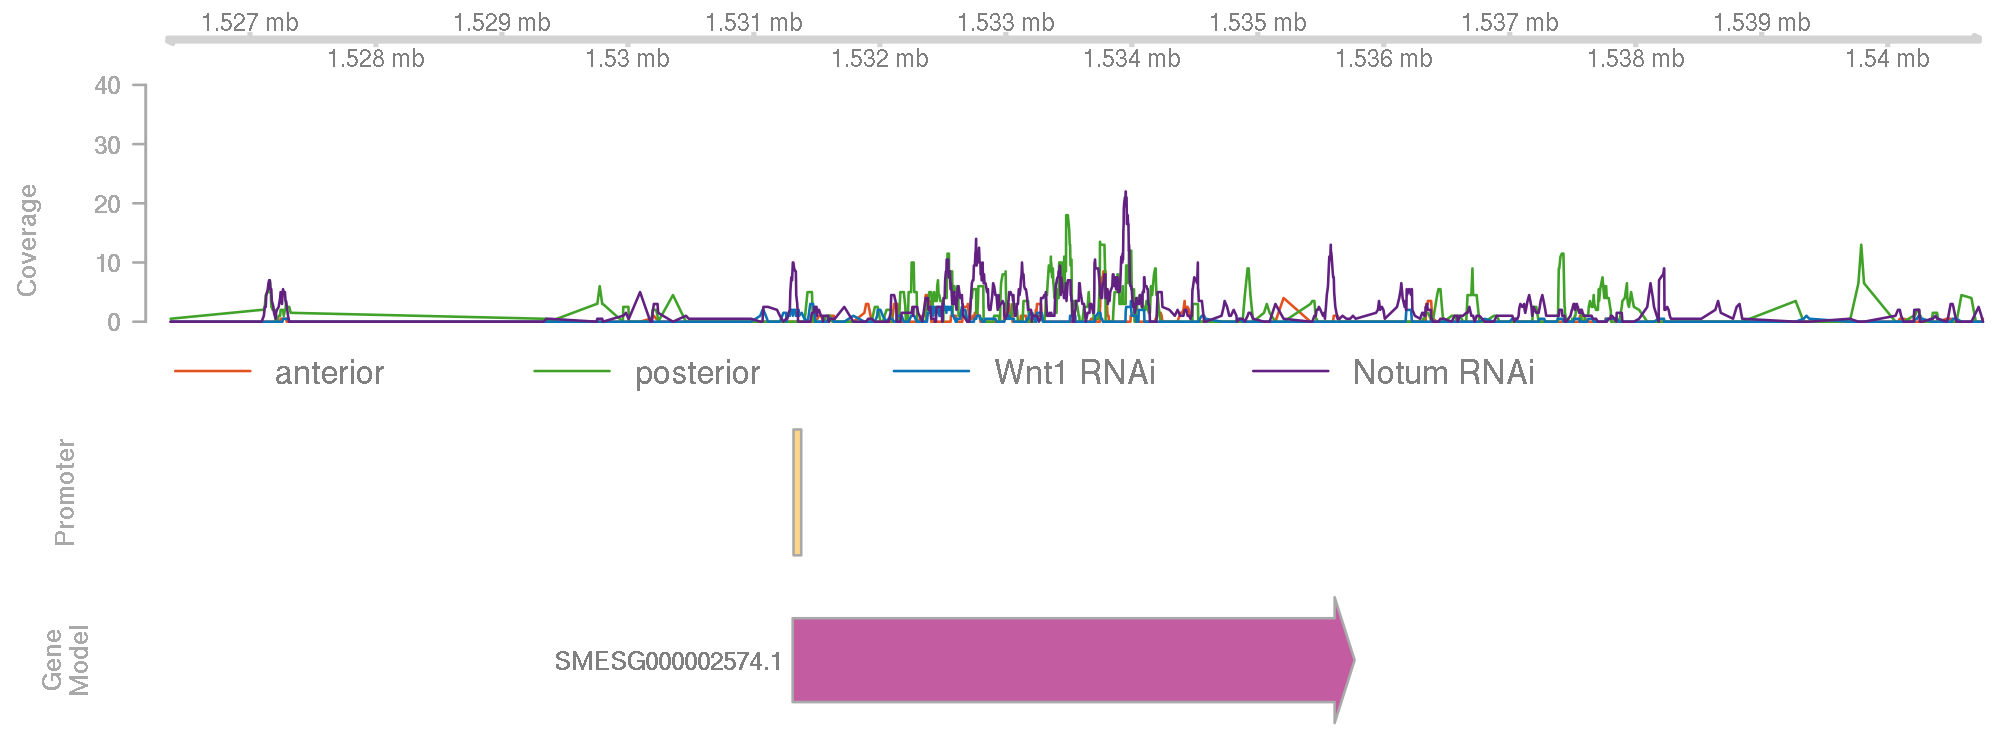 1.527 mb 1.529 mb 1.531 mb 1.533 mb 1.535 mb 1.537 mb 1.539 mb
1.528 mb 1.53 mb 1.532 mb 1.534 mb 1.536 mb 1.538 mb 1.54 mb
40
30
20
10
0
Coverage
anterior posterior Wnt1 RNAi Notum RNAi
Promoter
Gene
Model
SMESG000002574.1